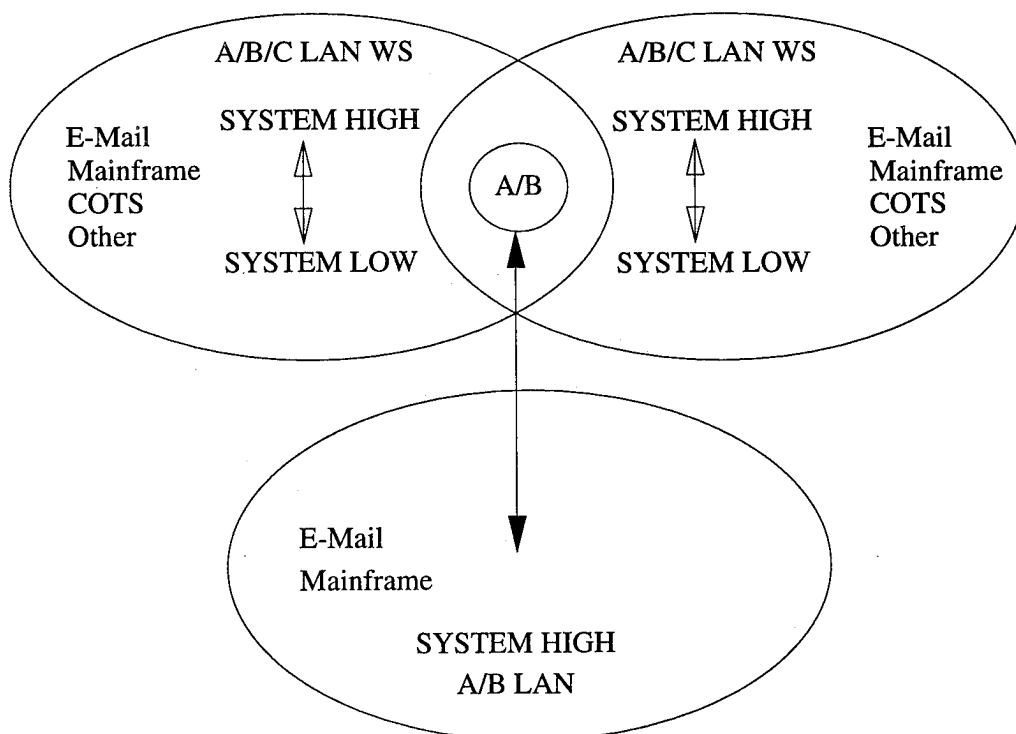 A/B/C LAN WS
SYSTEM HIGH
E-Mail
Mainframe
COTS
Other
SYSTEM LOW
A/B
A/B/C LAN WS
SYSTEM HIGH
E-Mail
Mainframe
COTS
Other
SYSTEM LOW
E-Mail
Mainframe
SYSTEM HIGH
A/B LAN